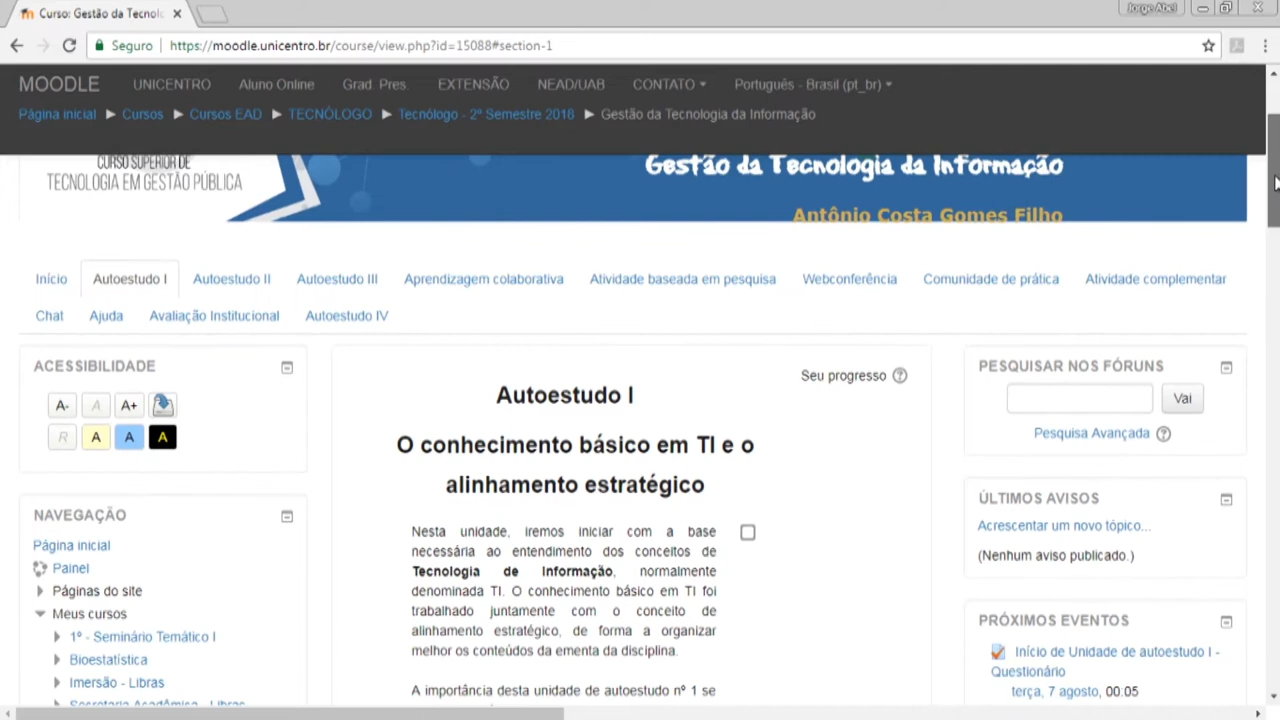 Curso: Gestão da Tecnolo
Jorge Abel
Seguro
https://moodle.unicentro.br/course/view.php?id=15088#section-1
MOODLE UNICENTRO Aluno Online Grad Pres. EXTENSÃO NEAD/UAB CONTATO Português - Brasil (pt_br)
Página inicial ► Cursos ► Cursos EAD ► TECNÓLOGO ► Tecnólogo - 2º Semestre 2018 ► Gestão da Tecnologia da Informação
CURSO SUPERIOR DE
TECNOLOGIA EM GESTÃO PÚBLICA
Gestão da Tecnologia da Informação
Antônio Costa Gomes Filho
Início Autoestudo I Autoestudo II Autoestudo III Aprendizagem colaborativa Atividade baseada em pesquisa Webconferência Comunidade de prática Atividade complementar
Chat Ajuda Avaliação Institucional Autoestudo IV
ACESSIBILIDADE
A- A A+
R A A A
NAVEGAÇÃO
Página inicial
Painel
Páginas do site
Meus cursos
1º - Seminário Temático I
Bioestatística
Imersão - Libras
Secretaria Acadêmica - Libras
Seu progresso
Autoestudo I
O conhecimento básico em TI e o
alinhamento estratégico
Nesta unidade, iremos iniciar com a base
necessária ao entendimento dos conceitos de
Tecnologia de Informação, normalmente
denominada TI. O conhecimento básico em TI foi
trabalhado juntamente com o conceito de
alinhamento estratégico, de forma a organizar
melhor os conteúdos da ementa da disciplina.
A importância desta unidade de autoestudo nº 1 se
PESQUISAR NOS FÓRUNS
Vai
Pesquisa Avançada
ÚLTIMOS AVISOS
Acrescentar um novo tópico...
(Nenhum aviso publicado.)
PRÓXIMOS EVENTOS
Início de Unidade de autoestudo I -
Questionário
terça, 7 agosto, 00:05